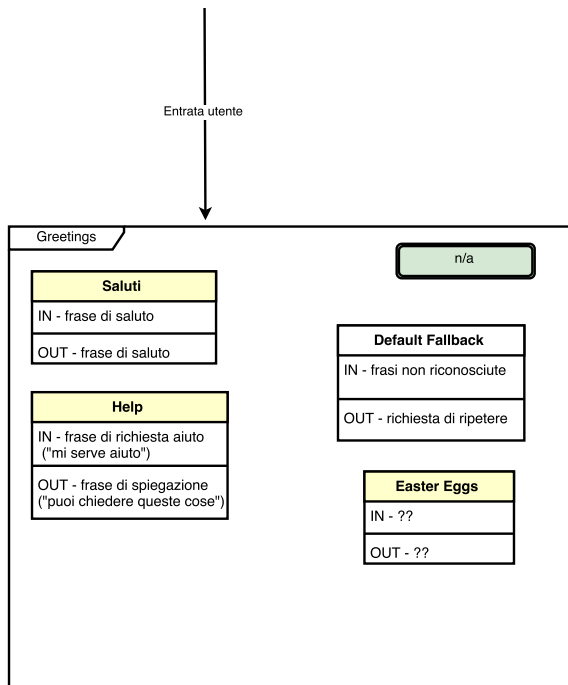 Entrata utente
Greetings
n/a
Saluti
IN - frase di saluto
OUT - frase di saluto
Default Fallback
IN - frasi non riconosciute
OUT - richiesta di ripetere
Help
IN - frase di richiesta aiuto
("mi serve aiuto")
OUT - frase di spiegazione
("puoi chiedere queste cose")
Easter Eggs
IN - ??
OUT - ??